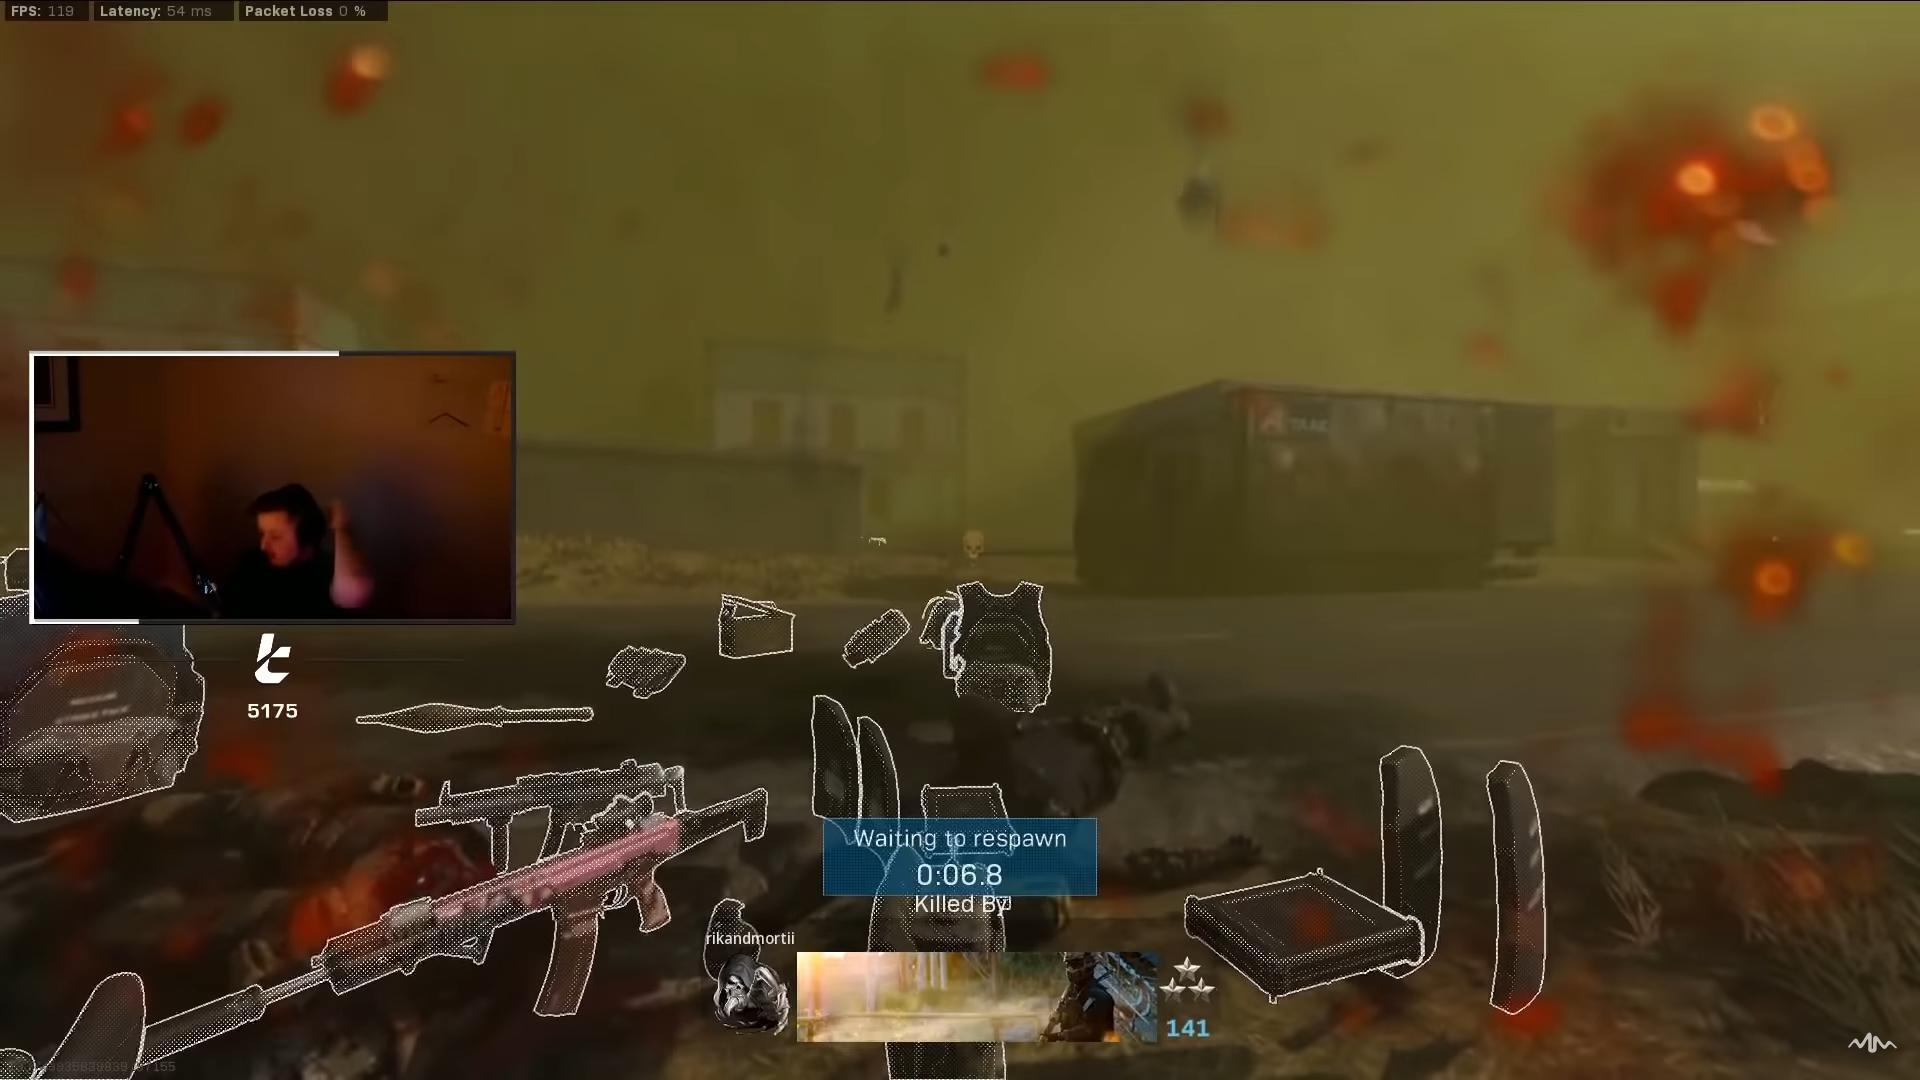 FPS: 119 Latency: 54 ms Packet Loss 0 %
5175
Waiting to respawn
0:06.8
Killed By
rikandmortii
141